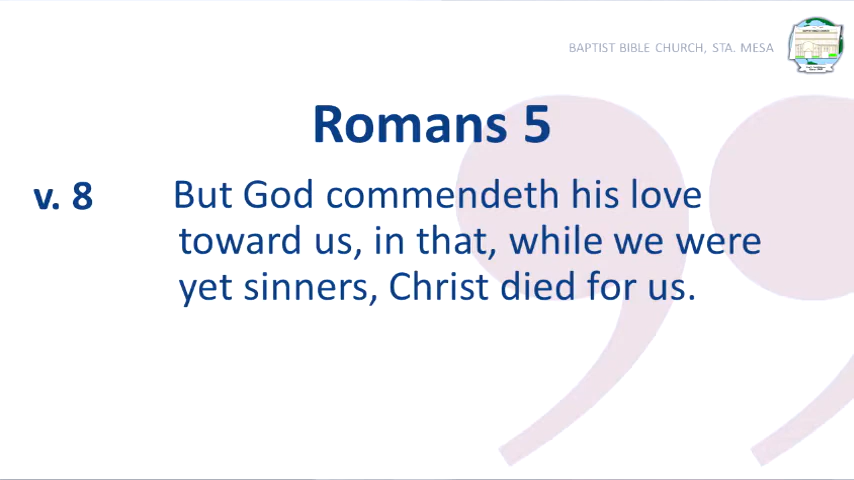 BAPTIST BIBLE CHURCH, STA. MESA
Romans 5
v. 8 But God commendeth his love
toward us, in that, while we were
yet sinners, Christ died for us.